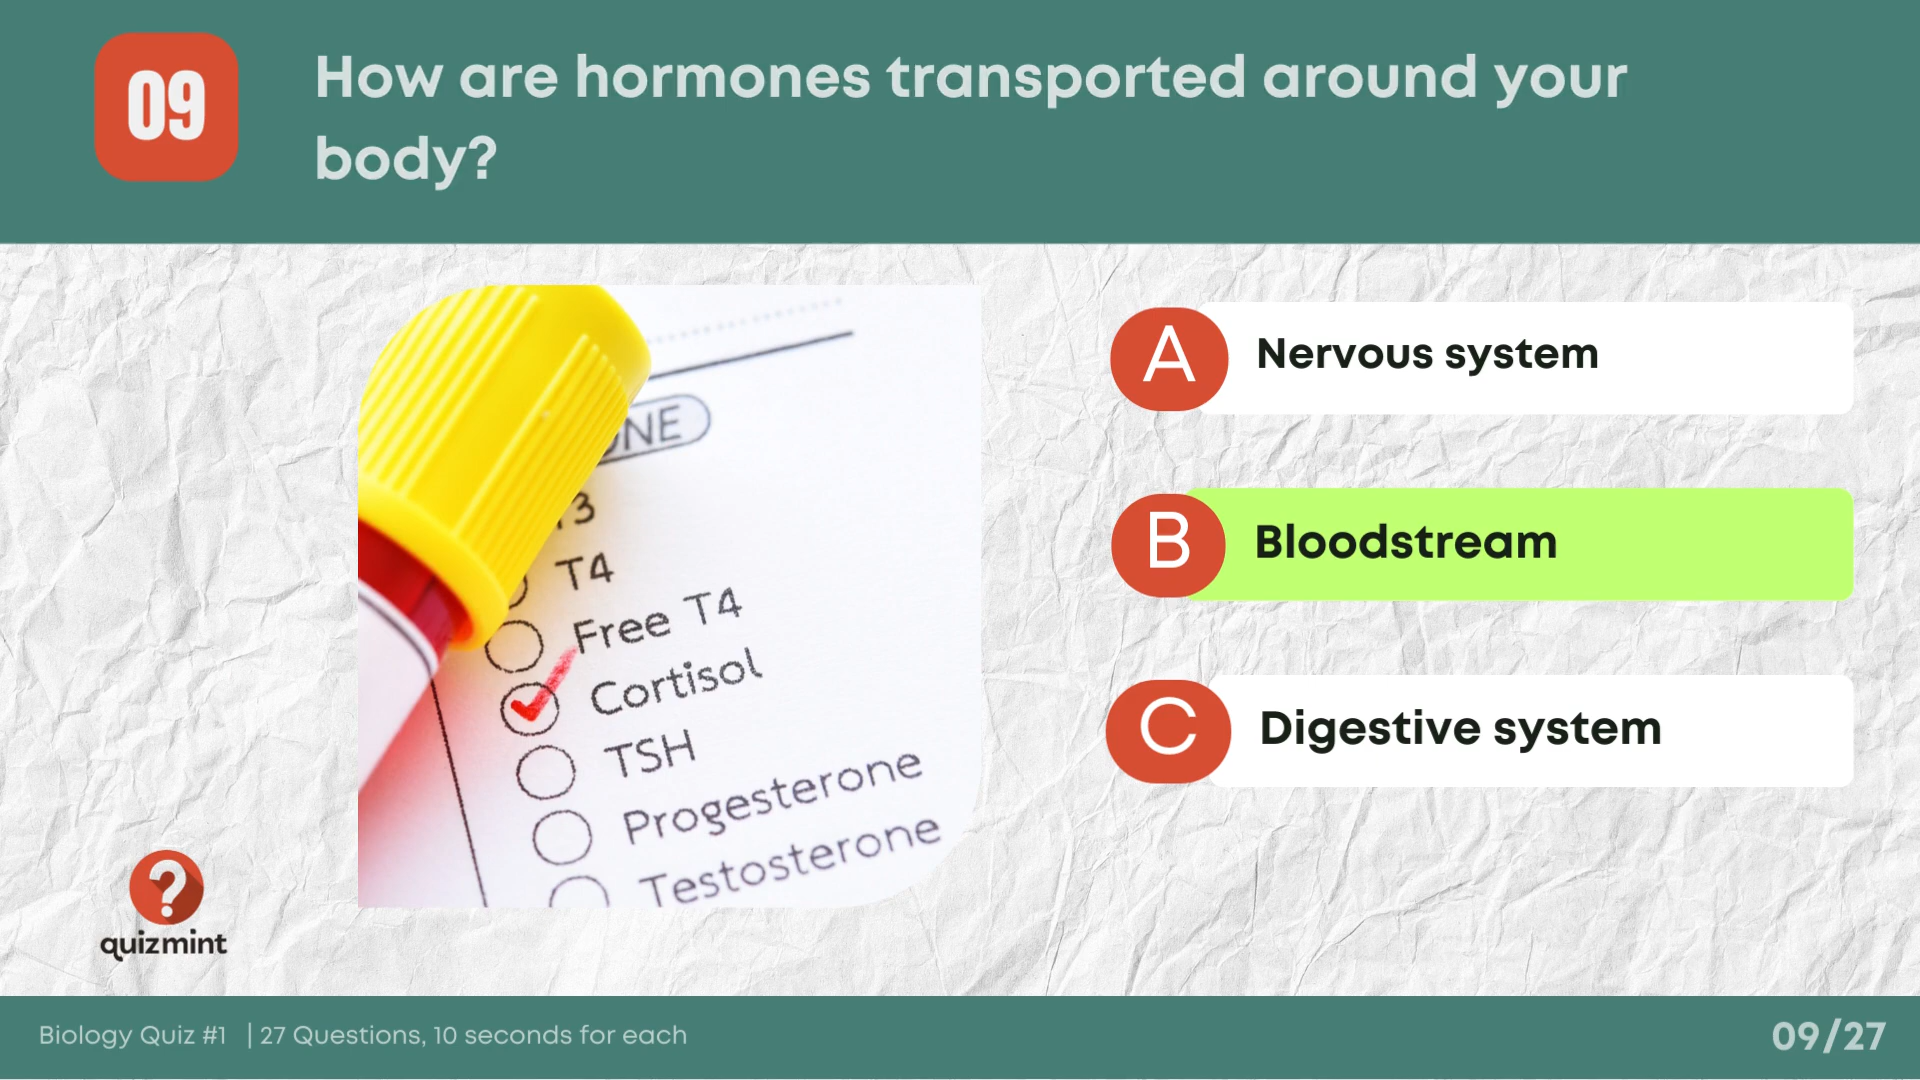 09
How are hormones transported around your
body?
T4
Free T4
Cortisol
TSH
Progesterone
Testosterone
A
Nervous system
B
Bloodstream
C
Digestive system
?
quizmint
Biology Quiz #1 | 27 Questions, 10 seconds for each
09/27